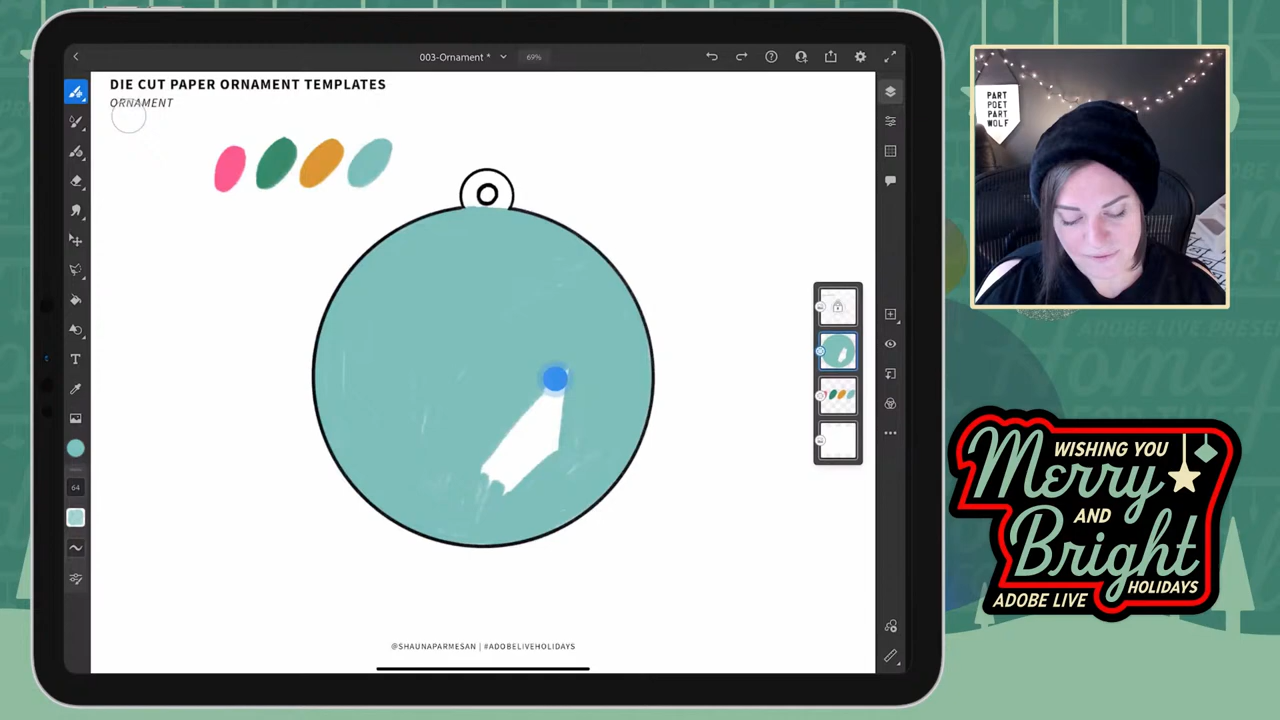 003-Ornament *
69%
DIE CUT PAPER ORNAMENT TEMPLATES
ORNAMENT
T
64
@SHAUNAPARMESAN | #ADOBELIVEHOLIDAYS
PART
POET
PART
WOLF
WISHING YOU
Merry
AND
Bright
HOLIDAYS
ADOBE LIVE